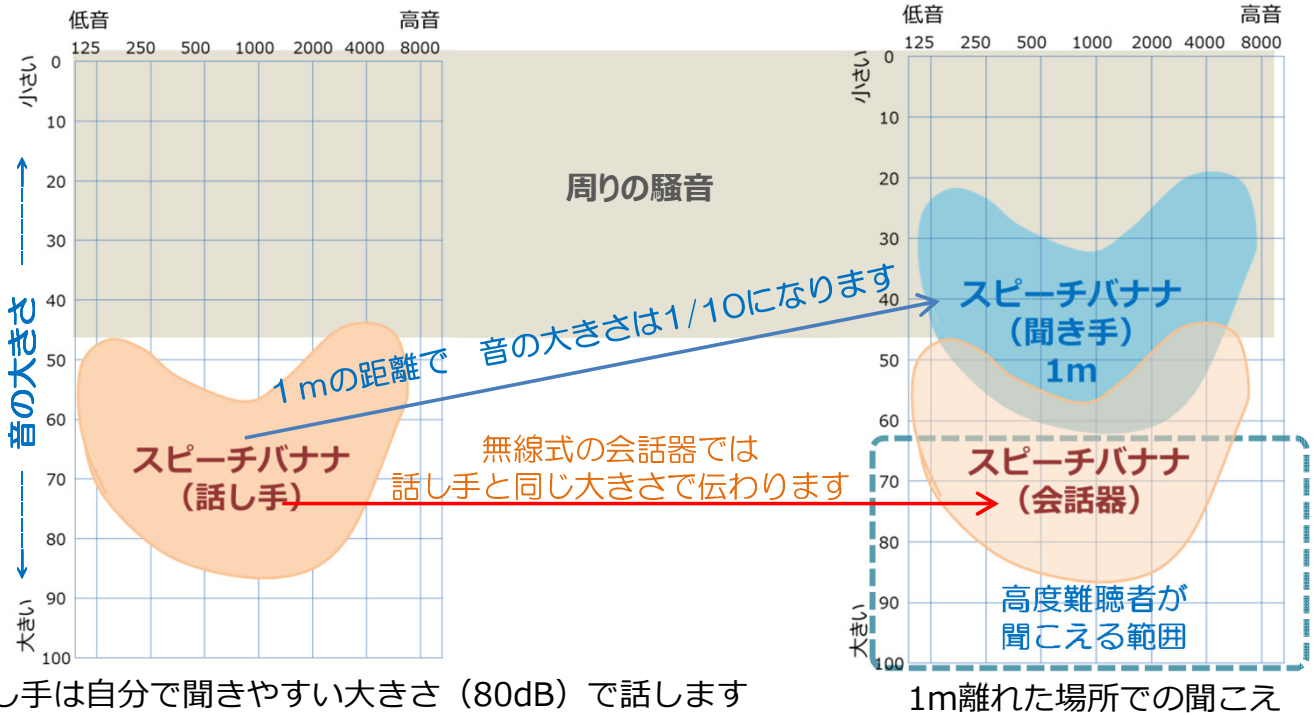 低音 高音
125 250 500 1000 2000 4000 8000
小さい
0
10
20
30
40
50
60
70
80
90
100
大きい
音の大きさ
スピーチバナナ
(話し手)
周りの騒音
1mの距離で 音の大きさは1/10になります
無線式の会話器では
話し手と同じ大きさで伝わります
低音 高音
125 250 500 1000 2000 4000 8000
小さい
0
10
20
30
40
50
60
70
80
90
100
大きい
スピーチバナナ
(聞き手)
1m
スピーチバナナ
(会話器)
高度難聴者が
聞こえる範囲
し手は自分で聞きやすい大きさ(80dB)で話します
1m離れた場所での聞こえ